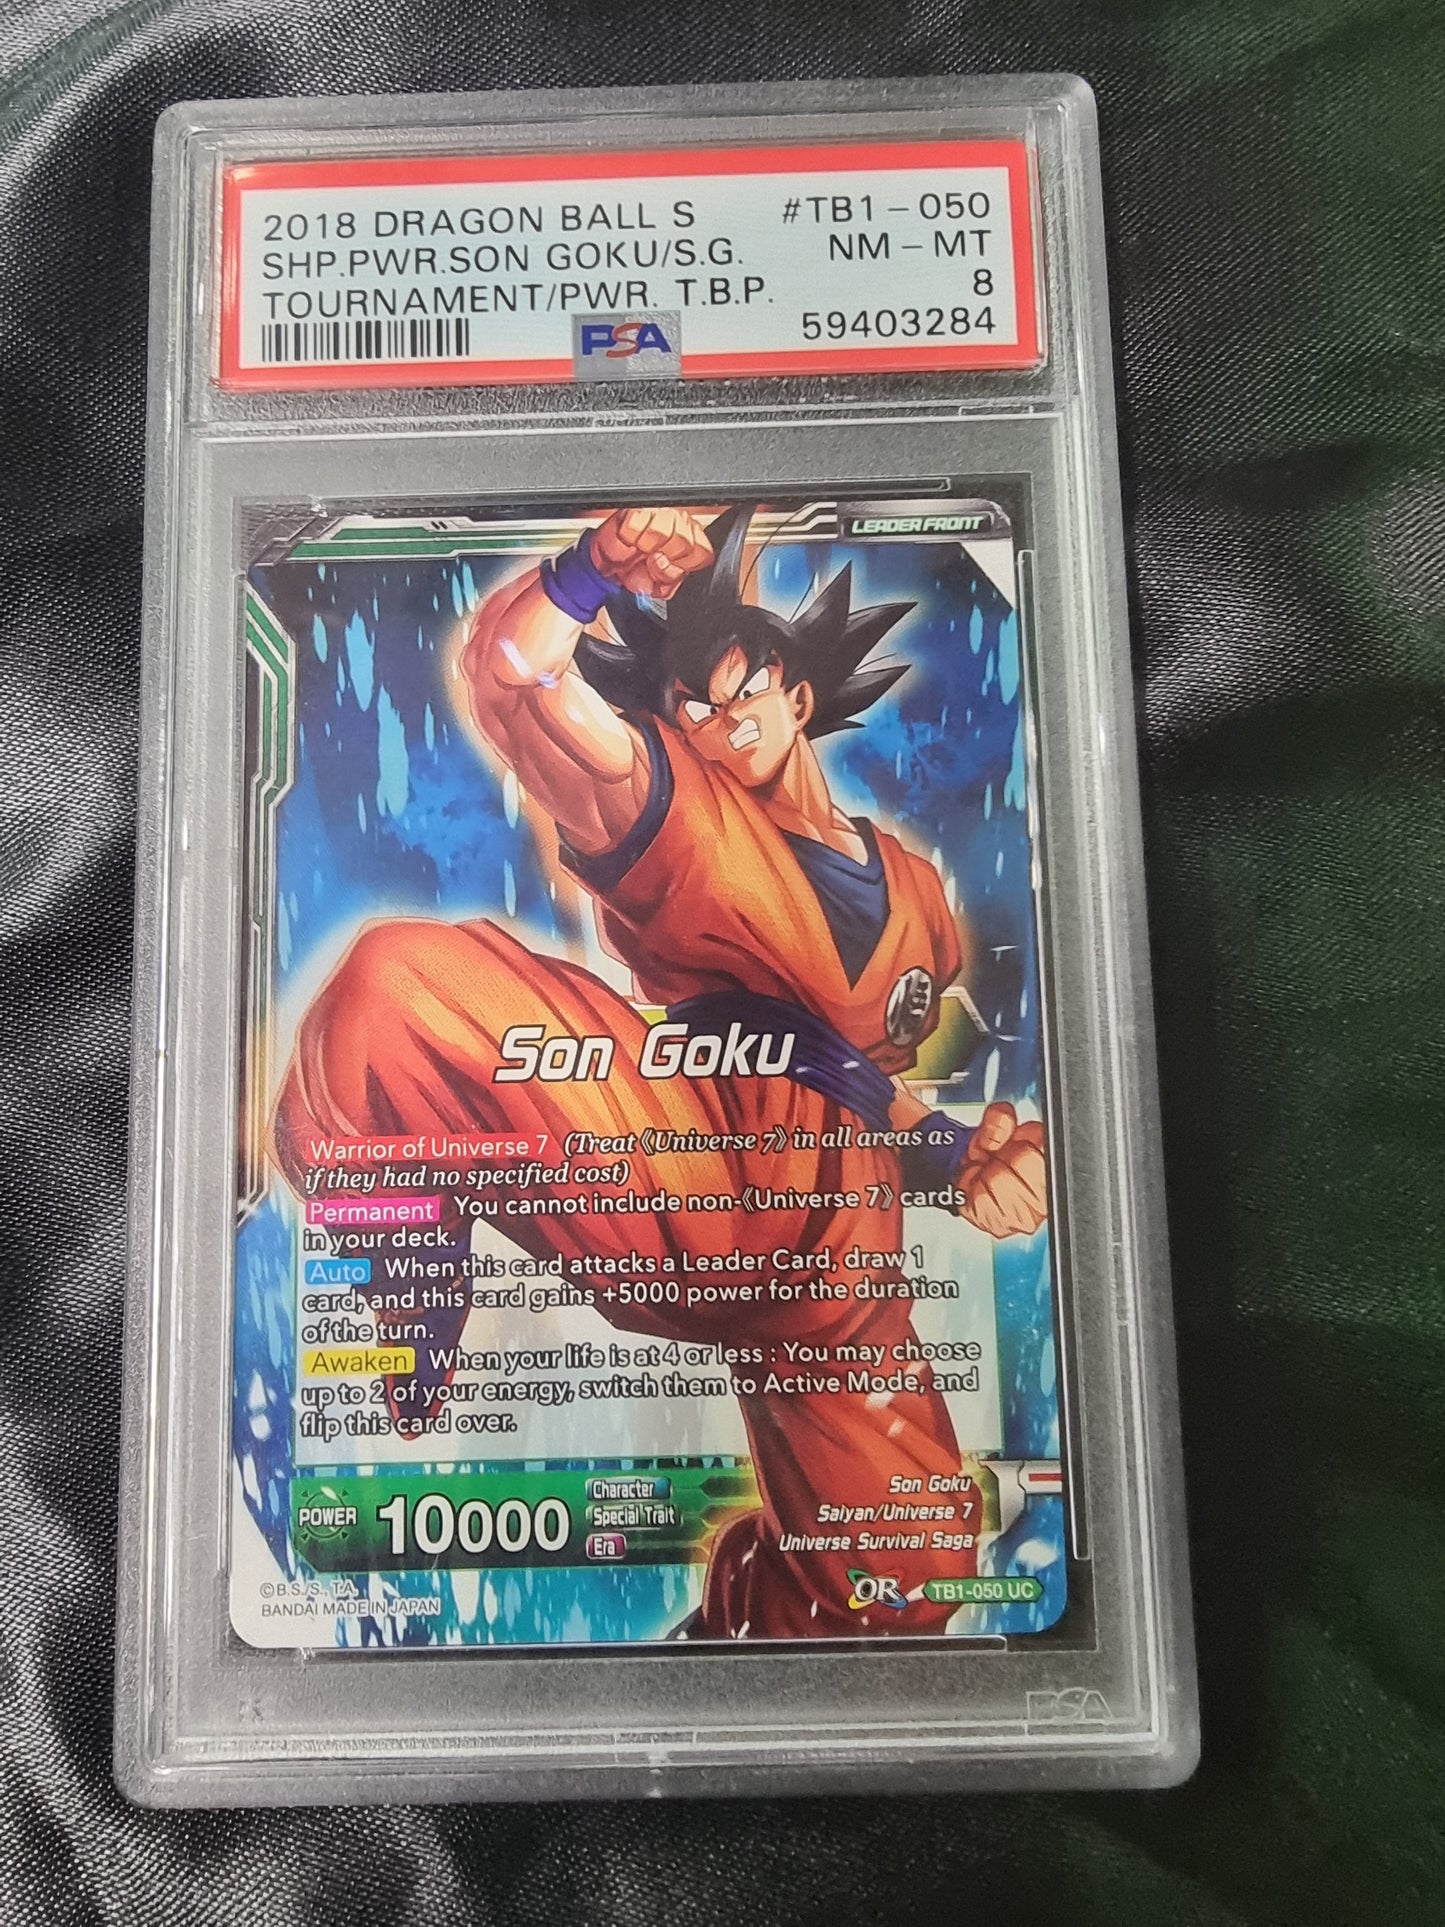 2018 DRAGON BALL S #TB1-050
SHP.PWR.SON GOKU/S.G. NM-MT
TOURNAMENT/PWR. T.B.P. 8
PSA 59403284
LEADER FRONT
Son Goku
Warrior of Universe 7 (Treat 《Universe 7》 in all areas as
if they had no specified cost)
Permanent You cannot include non-《Universe 7》 cards
in your deck.
Auto When this card attacks a Leader Card, draw 1
card, and this card gains +5000 power for the duration
of the turn.
Awaken When your life is at 4 or less : You may choose
up to 2 of your energy, switch them to Active Mode, and
flip this card over.
POWER 10000
Character Son Goku
Special Trait Saiyan/Universe 7
Era Universe Survival Saga
©B.S./S., T.A.
BANDAI MADE IN JAPAN
OR TB1-050 UC
PSA